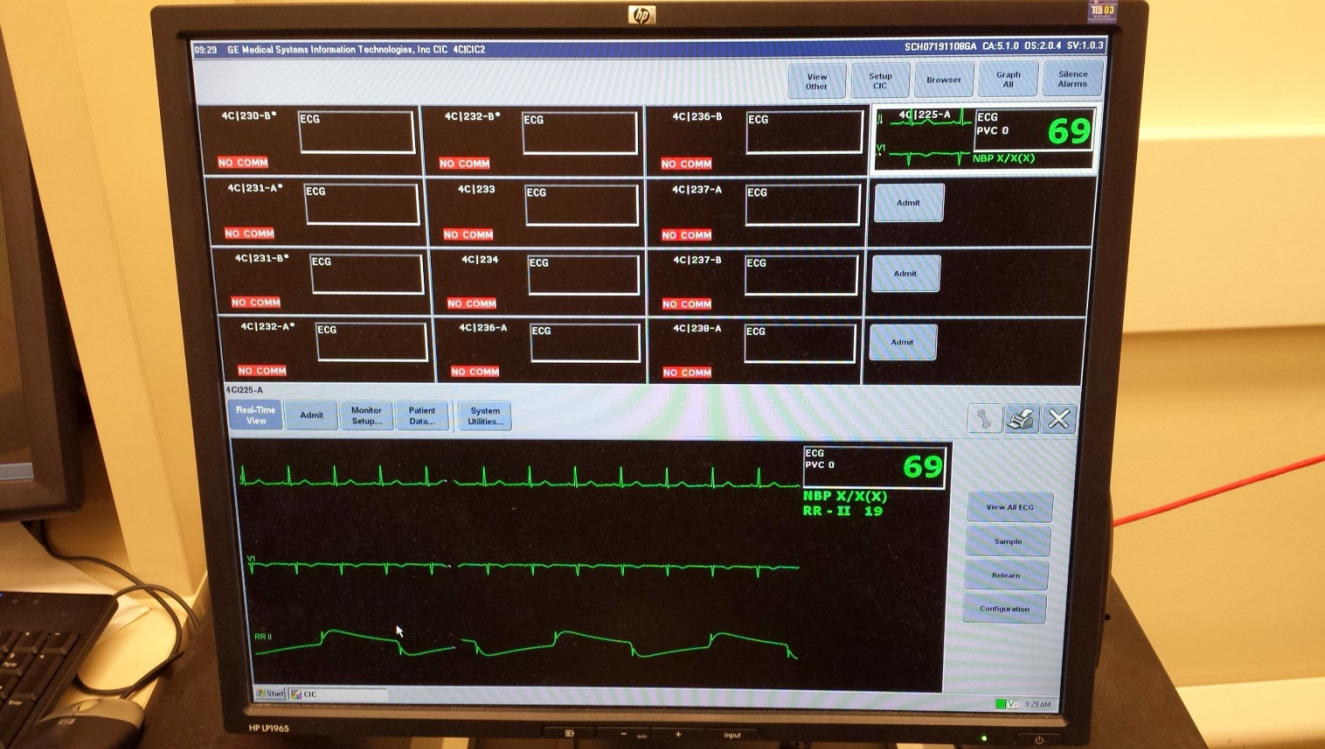 hp
TCO 03
09:29 GE Medical Systems Information Technologies, Inc CIC 4C|CIC2
SCH07191108GA CA:5.1.0 OS:2.0.4 SV:1.0.3
View Other
Setup CIC
Browser
Graph All
Silence Alarms
4C|230-B* ECG
NO COMM
4C|232-B* ECG
NO COMM
4C|236-B ECG
NO COMM
II 4C|225-A ECG
PVC 0 69
V1
NBP X/X(X)
4C|231-A* ECG
NO COMM
4C|233 ECG
NO COMM
4C|237-A ECG
NO COMM
Admit
4C|231-B* ECG
NO COMM
4C|234 ECG
NO COMM
4C|237-B ECG
NO COMM
Admit
4C|232-A* ECG
NO COMM
4C|236-A ECG
NO COMM
4C|238-A ECG
NO COMM
Admit
4C|225-A
Real-Time View
Admit
Monitor Setup...
Patient Data...
System Utilities...
ECG
PVC 0 69
NBP X/X(X)
RR - II 19
V1
RR II
View All ECG
Sample
Relearn
Configuration
Start
CIC
9:29 AM
HP LP1965
auto
input